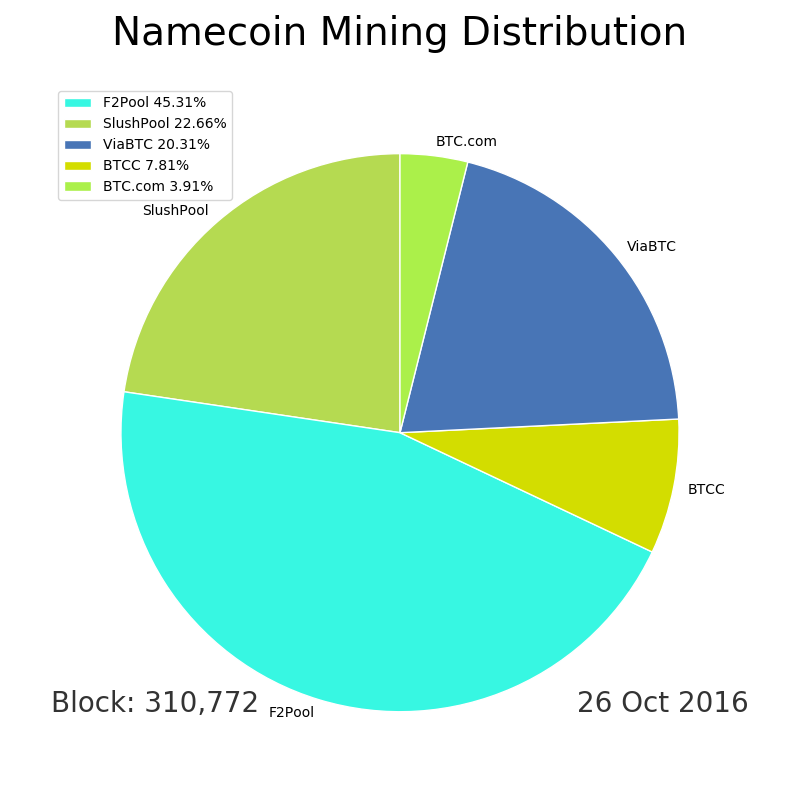 Namecoin Mining Distribution
F2Pool 45.31%
SlushPool 22.66%
ViaBTC 20.31%
BTCC 7.81%
BTC.com 3.91%
BTC.com
SlushPool
ViaBTC
BTCC
Block: 310,772
F2Pool
26 Oct 2016